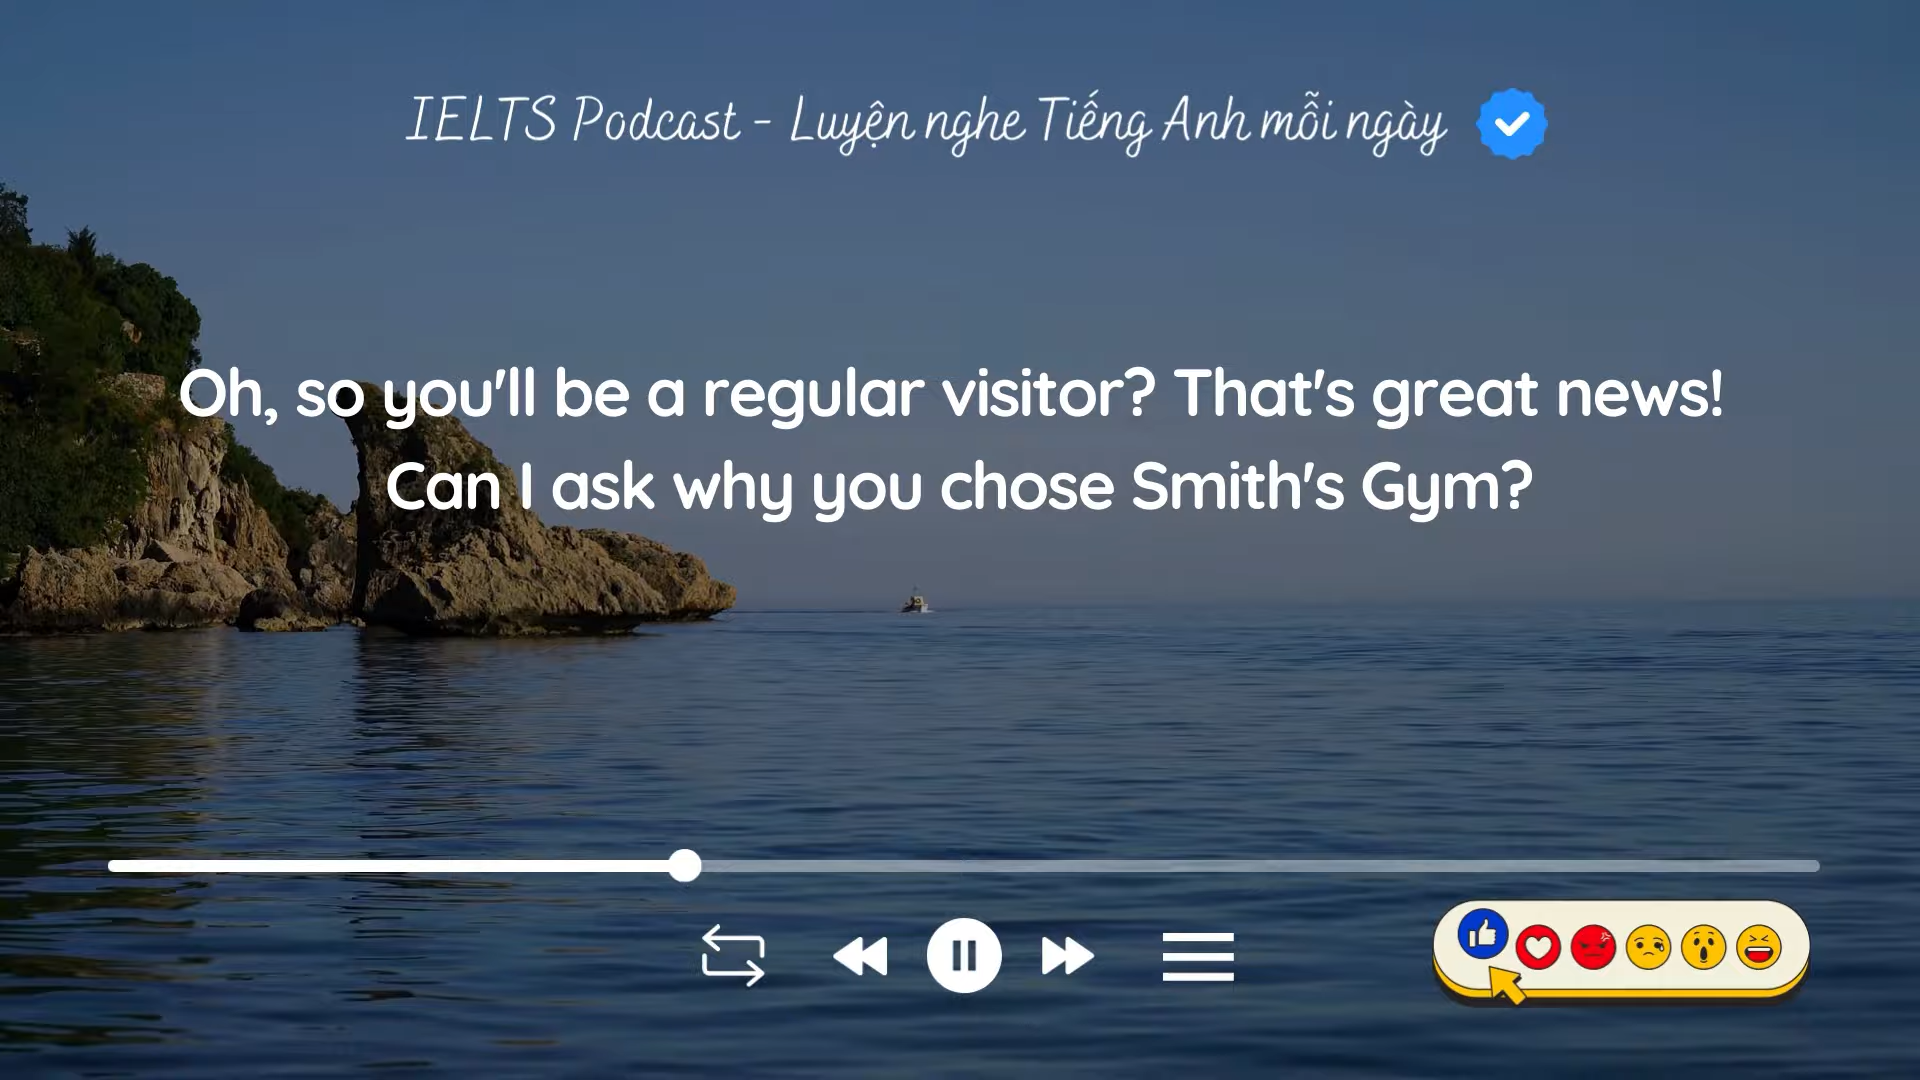 IELTS Podcast - Luyện nghe Tiếng Anh mỗi ngày
Oh, so you'll be a regular visitor? That's great news!
Can I ask why you chose Smith's Gym?